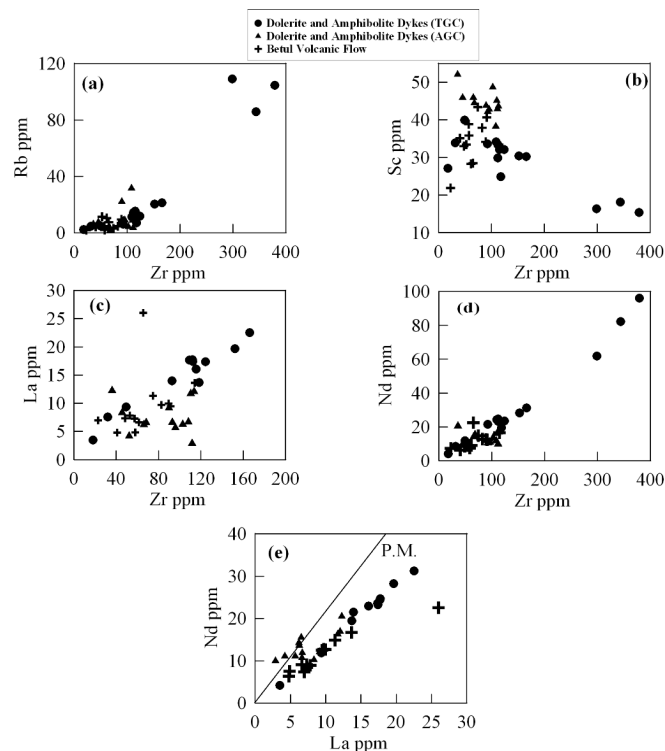 Dolerite and Amphibolite Dykes (TGC)
Dolerite and Amphibolite Dykes (AGC)
Betul Volcanic Flow
(a)
Rb ppm
120
80
40
0
0 100 200 300 400
Zr ppm
(b)
Sc ppm
50
40
30
20
10
0 100 200 300 400
Zr ppm
(c)
La ppm
30
25
20
15
10
5
0
0 40 80 120 160 200
Zr ppm
(d)
Nd ppm
100
80
60
40
20
0
0 100 200 300 400
Zr ppm
(e)
P.M.
Nd ppm
40
30
20
10
0
0 5 10 15 20 25 30
La ppm